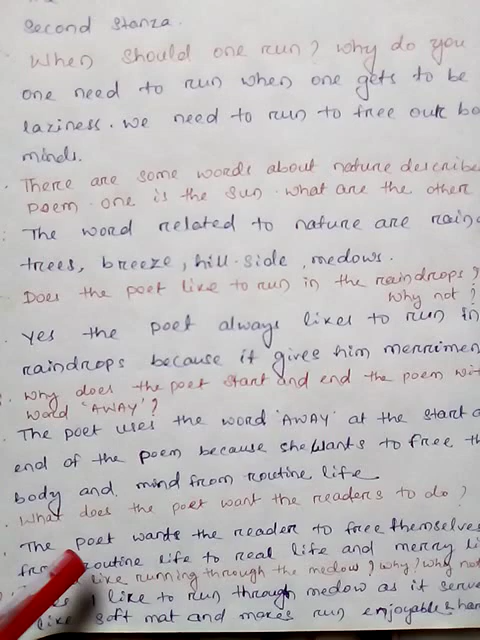 second stanza.
When should one run? why do you
one need to run when one gets to be
laziness. we need to run to free our bo
minds.
There are some words about nature describe
poem. one is the sun. what are the other
The word related to nature are rain
trees, breeze, hill-side, medows.
Does the poet like to run in the raindrops?
why not?
yes the poet always likes to run in
raindrops because it gives him merrimen
why does the poet start and end the poem wit
word 'AWAY'?
The poet uses the word 'AWAY' at the start
end of the poem because she wants to free th
body and mind from routine life
What does the poet want the readers to do?
The poet wants the reader to free themselves
routine life to real life and merry li
like running through the medow? why? why not
I like to run through medow as it serve
like soft mat and makes run enjoyable &